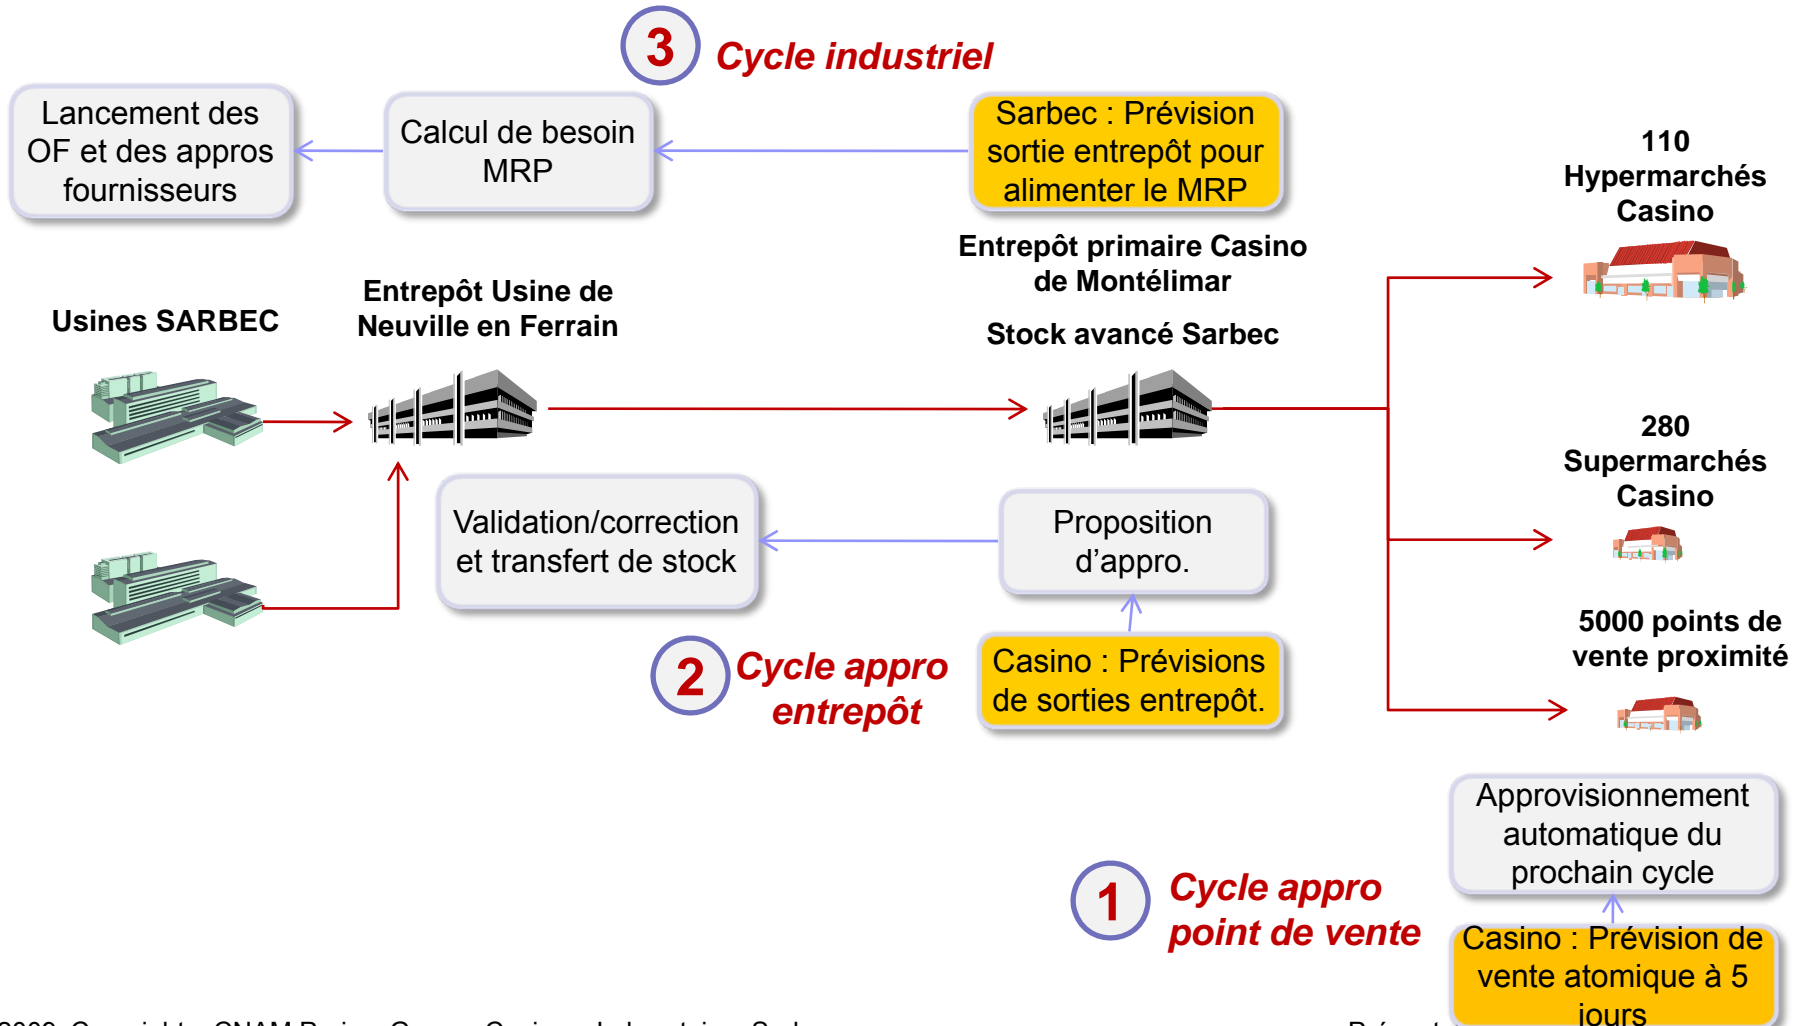 3
Cycle industriel
Lancement des
OF et des appros
fournisseurs
Calcul de besoin
MRP
Sarbec : Prévision
sortie entrepôt pour
alimenter le MRP
110
Hypermarchés
Casino
Entrepôt primaire Casino
de Montélimar
Stock avancé Sarbec
Entrepôt Usine de
Neuville en Ferrain
Usines SARBEC
280
Supermarchés
Casino
Validation/correction
et transfert de stock
Proposition
d’appro.
5000 points de
vente proximité
2
Cycle appro
entrepôt
Casino : Prévisions
de sorties entrepôt.
Approvisionnement
automatique du
prochain cycle
1
Cycle appro
point de vente
Casino : Prévision de
vente atomique à 5
jours